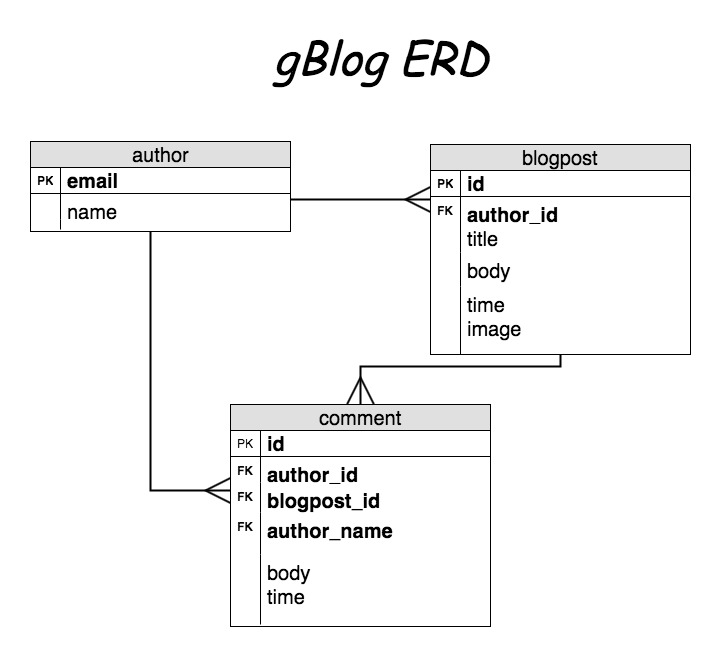 gBlog ERD
author
PK email
name
blogpost
PK id
FK author_id
title
body
time
image
comment
PK id
FK author_id
FK blogpost_id
FK author_name
body
time